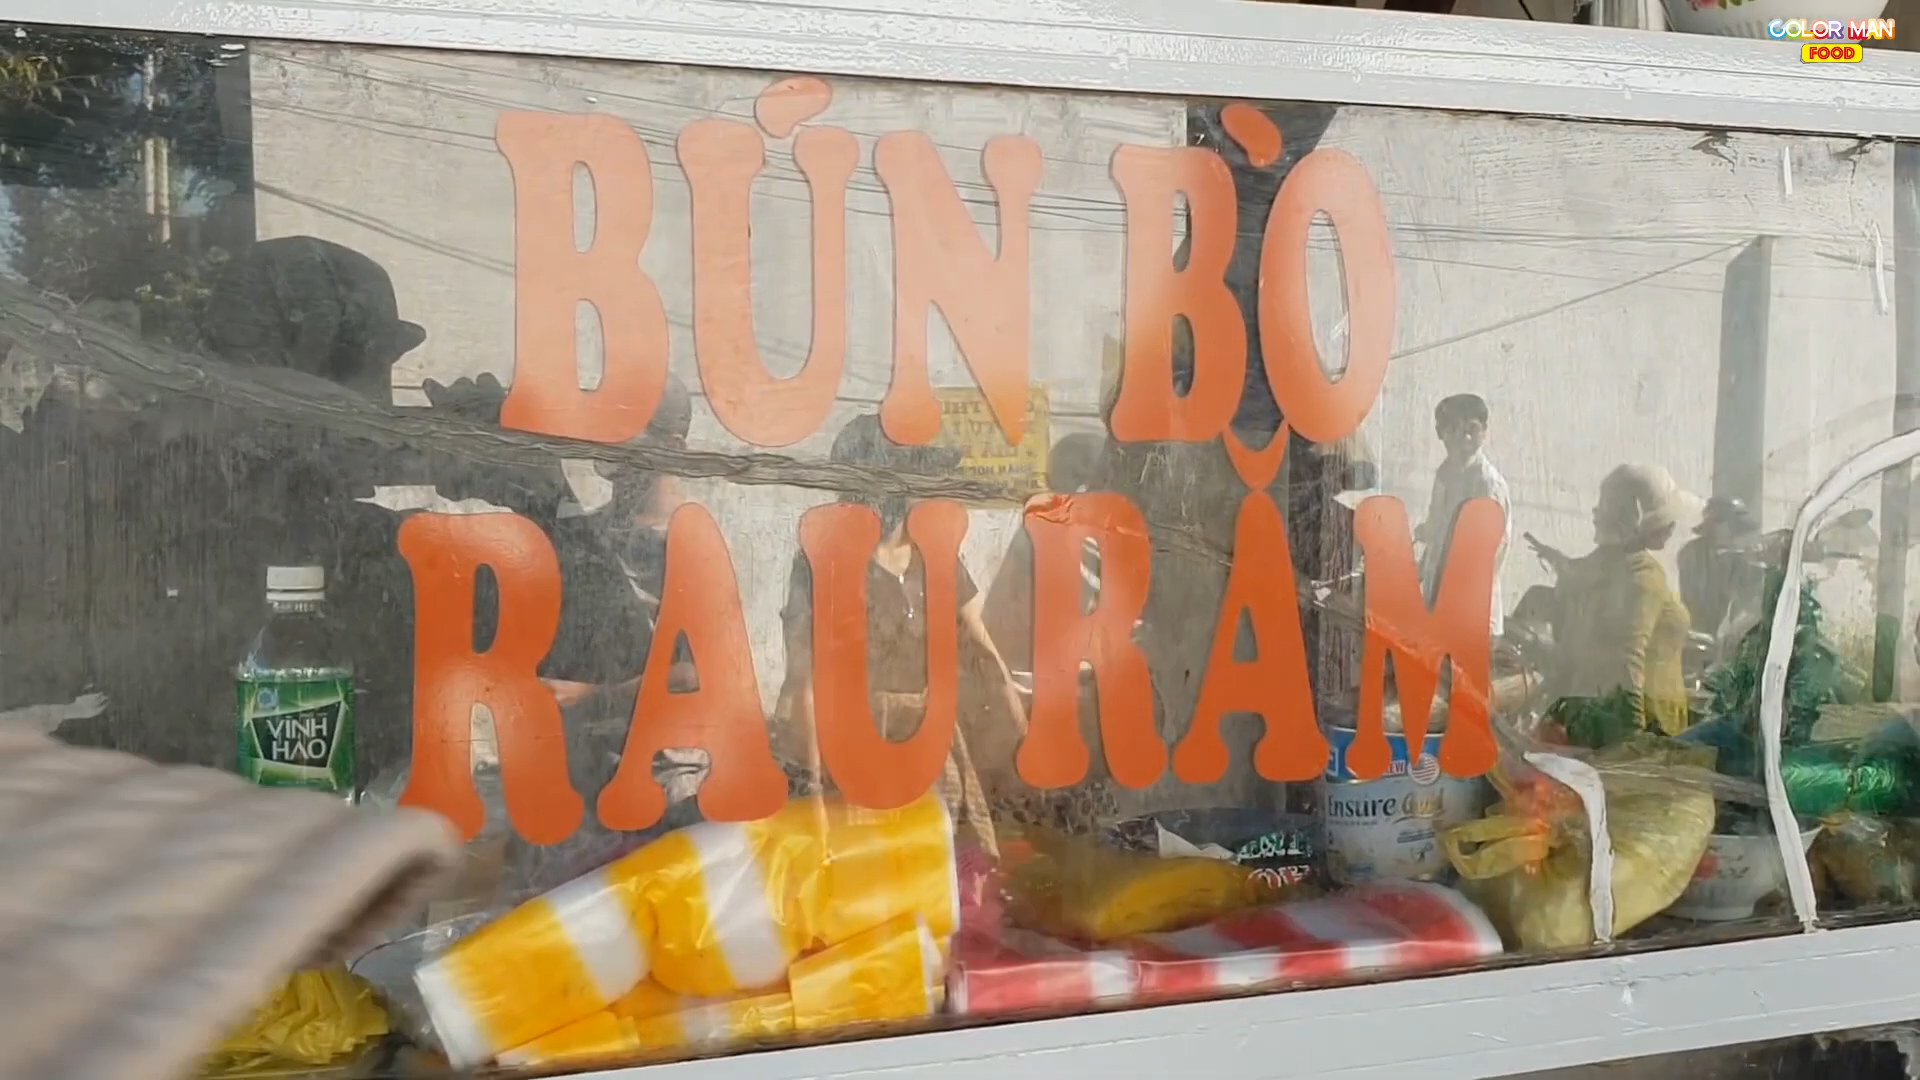 COLOR MAN
FOOD
BÚN BÒ
RAU RĂM
VĨNH
HẢO
Ensure Gold